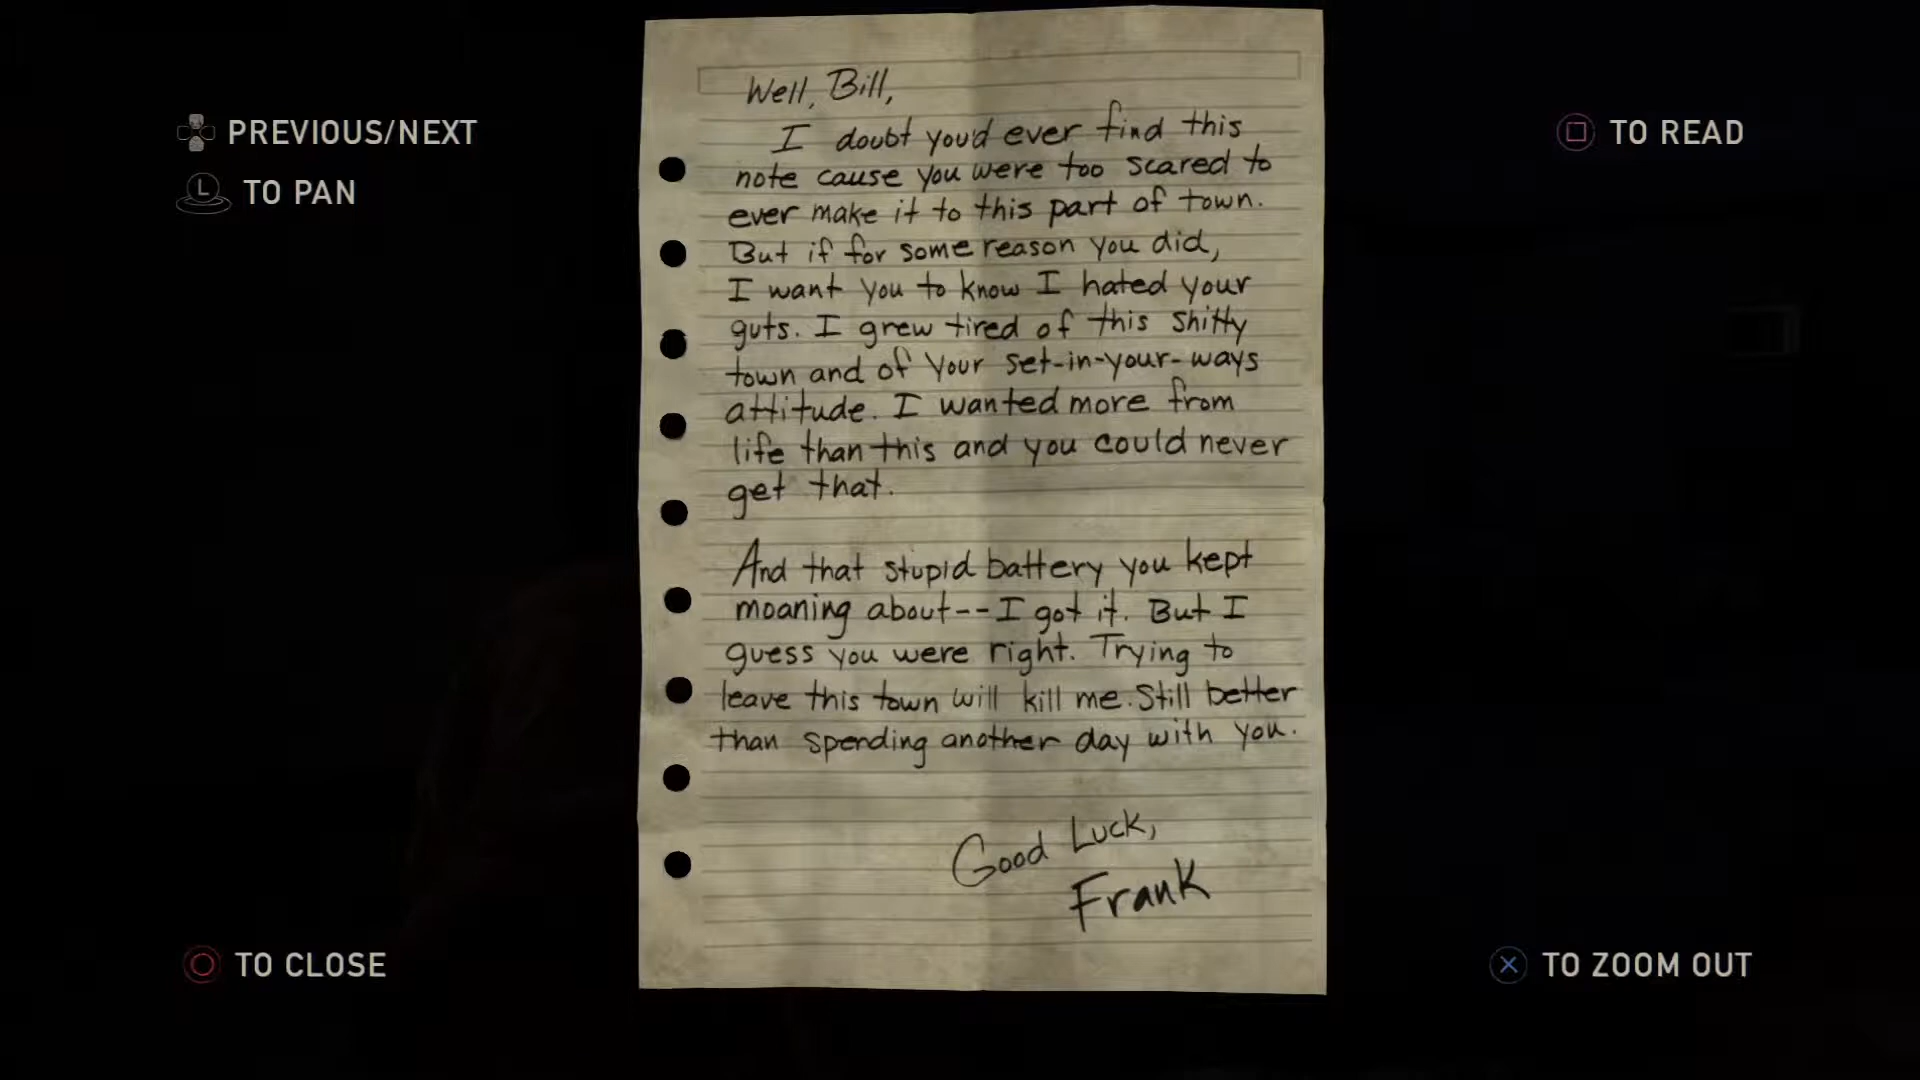 PREVIOUS/NEXT
L TO PAN
TO READ
Well, Bill,
I doubt you'd ever find this
note cause you were too scared to
ever make it to this part of town.
But if for some reason you did,
I want you to know I hated your
guts. I grew tired of this shitty
town and of your set-in-your-ways
attitude. I wanted more from
life than this and you could never
get that.
And that stupid battery you kept
moaning about--I got it. But I
guess you were right. Trying to
leave this town will kill me. Still better
than spending another day with you.
Good Luck,
Frank
TO CLOSE
TO ZOOM OUT